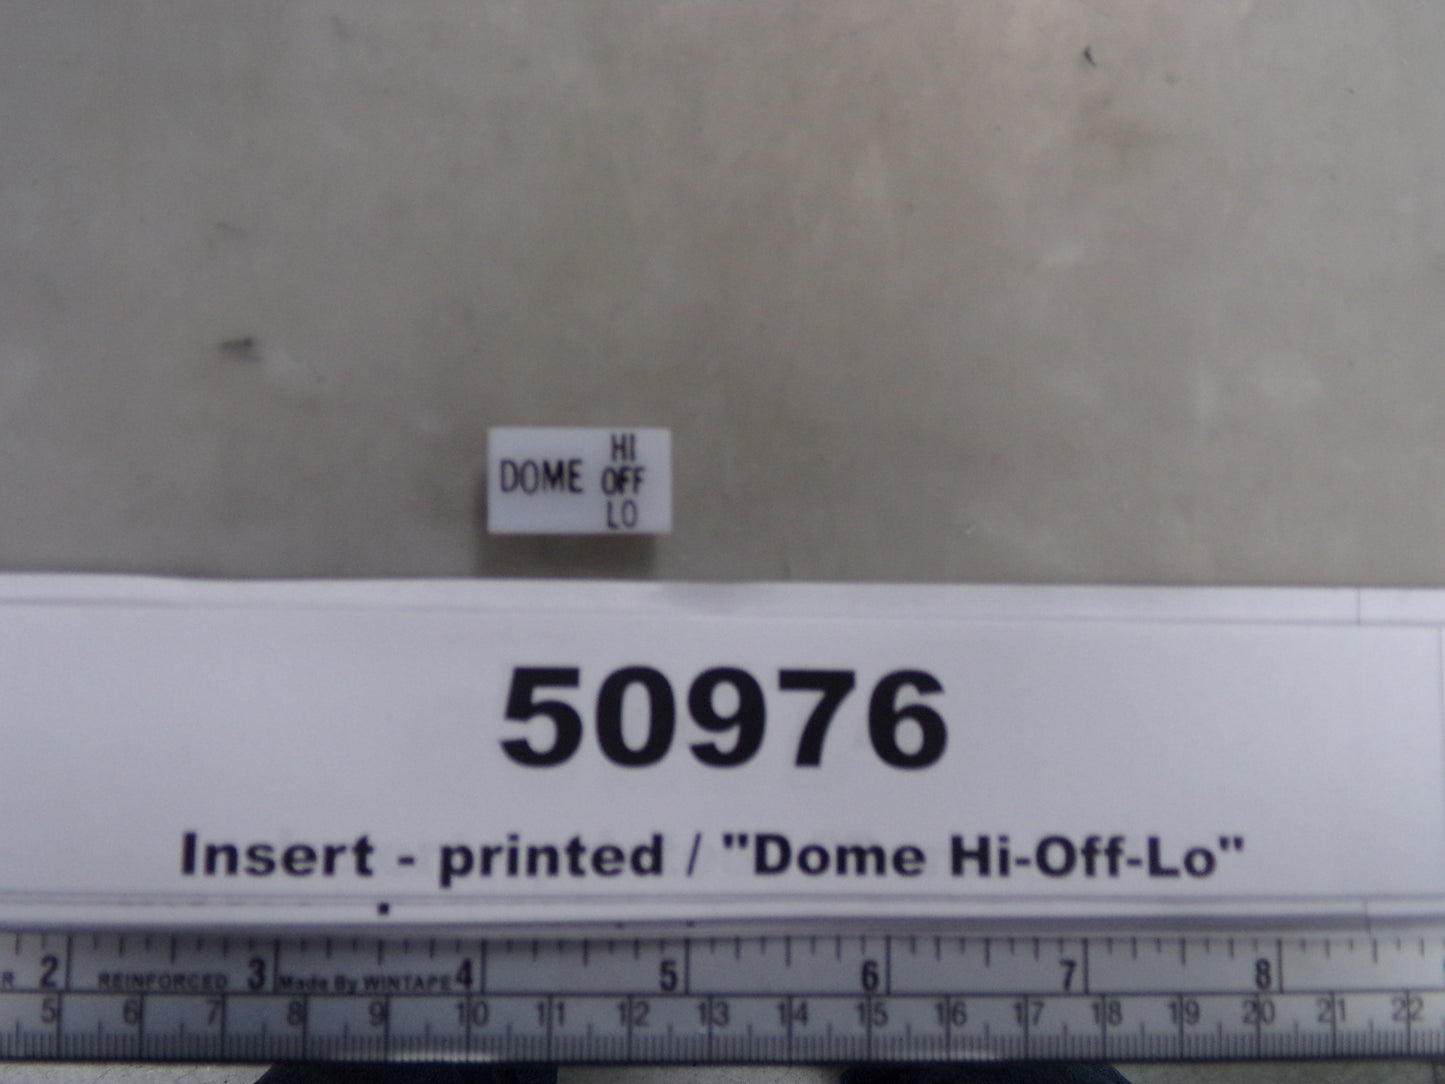 HI
DOME OFF
LO
50976
Insert - printed / "Dome Hi-Off-Lo"
R 2 REINFORCED 3 Made By WINTAPE 4 5 6 7 8
5 6 7 8 9 10 11 12 13 14 15 16 17 18 19 20 21 22